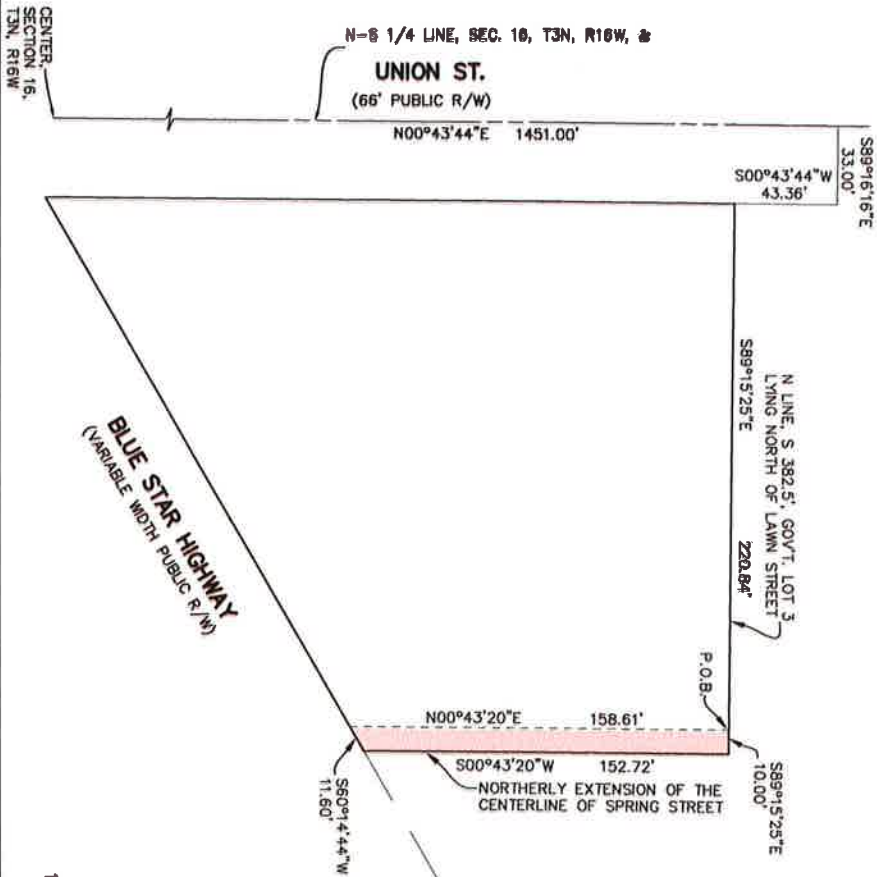 N-S 1/4 LINE, SEC. 16, T3N, R16W, &
UNION ST.
(66' PUBLIC R/W)
N00°43'44"E 1451.00'
CENTER,
SECTION 16,
T3N, R16W
S89°16'16"E
33.00'
S00°43'44"W
43.36'
N LINE, S 382.5', GOV'T. LOT 3
LYING NORTH OF LAWN STREET
S89°15'25"E
220.84'
P.O.B.
BLUE STAR HIGHWAY
(VARIABLE WIDTH PUBLIC R/W)
N00°43'20"E 158.61'
S00°43'20"W 152.72'
S89°15'25"E
10.00'
NORTHERLY EXTENSION OF THE
CENTERLINE OF SPRING STREET
S60°14'44"W
11.60'